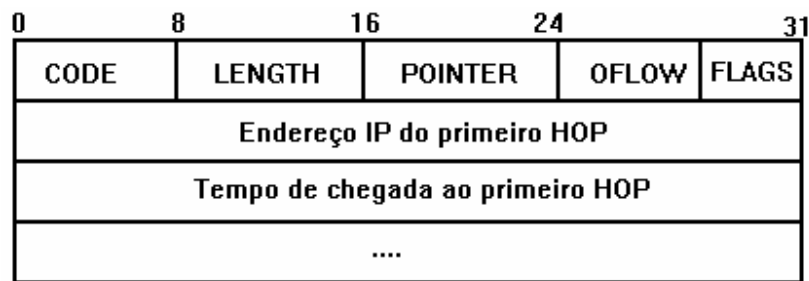 0 8 16 24 31
CODE LENGTH POINTER OFLOW FLAGS
Endereço IP do primeiro HOP
Tempo de chegada ao primeiro HOP
....